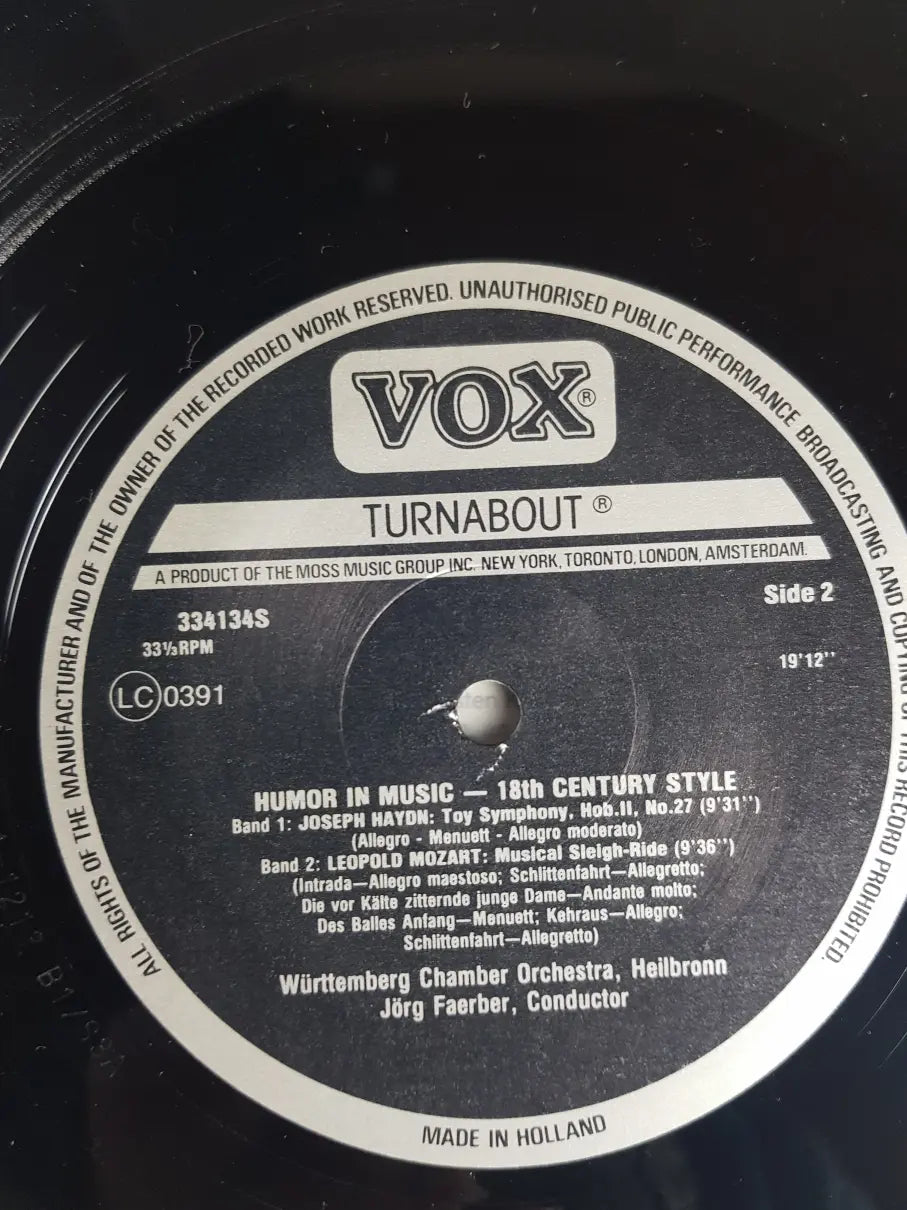 ALL RIGHTS OF THE MANUFACTURER AND OF THE OWNER OF THE RECORDED WORK RESERVED. UNAUTHORISED PUBLIC PERFORMANCE BROADCASTING AND COPYING OF THIS RECORD PROHIBITED.
VOX®
TURNABOUT®
A PRODUCT OF THE MOSS MUSIC GROUP INC. NEW YORK, TORONTO, LONDON, AMSTERDAM.
334134S
Side 2
33⅓RPM
19'12''
LC 0391
HUMOR IN MUSIC — 18th CENTURY STYLE
Band 1: JOSEPH HAYDN: Toy Symphony, Hob.II, No.27 (9'31'')
(Allegro - Menuett - Allegro moderato)
Band 2: LEOPOLD MOZART: Musical Sleigh-Ride (9'36'')
(Intrada—Allegro maestoso; Schlittenfahrt—Allegretto;
Die vor Kälte zitternde junge Dame—Andante molto;
Des Balles Anfang—Menuett; Kehraus—Allegro;
Schlittenfahrt—Allegretto)
Württemberg Chamber Orchestra, Heilbronn
Jörg Faerber, Conductor
MADE IN HOLLAND